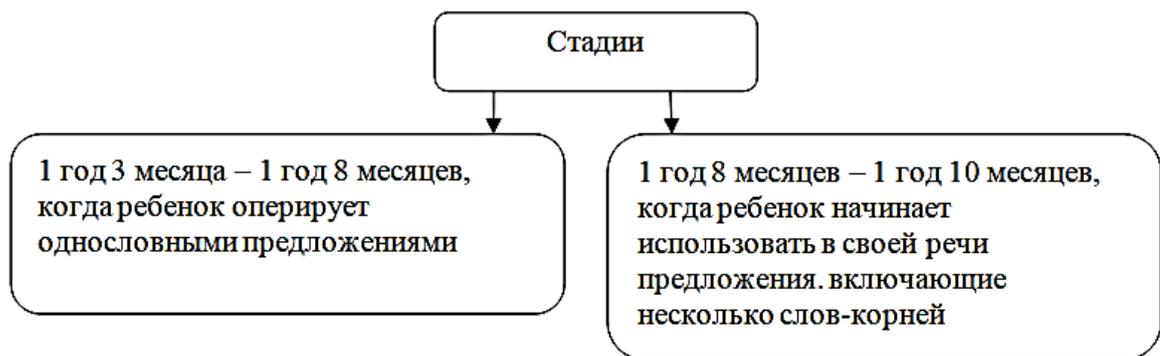 Стадии
1 год 3 месяца – 1 год 8 месяцев,
когда ребенок оперирует
однословными предложениями
1 год 8 месяцев – 1 год 10 месяцев,
когда ребенок начинает
использовать в своей речи
предложения. включающие
несколько слов-корней